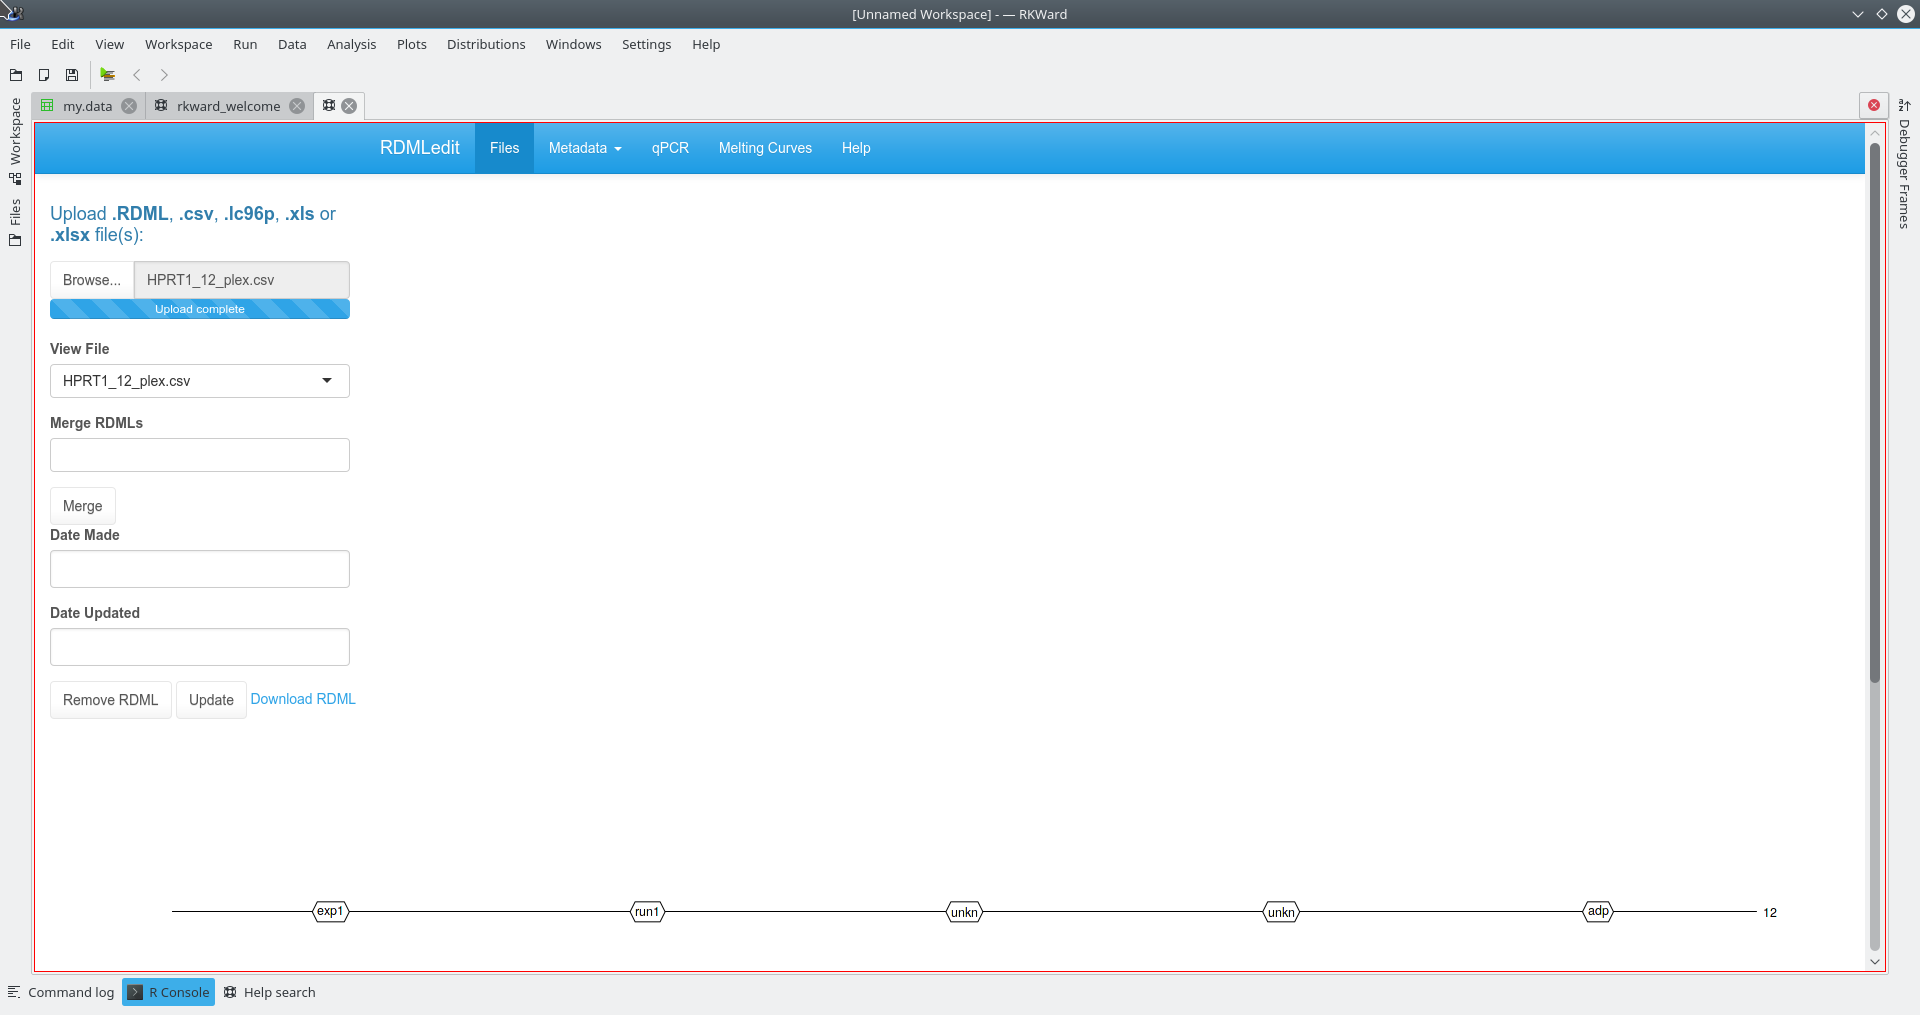 [Unnamed Workspace] - — RKWard
File Edit View Workspace Run Data Analysis Plots Distributions Windows Settings Help
my.data rkward_welcome
Workspace
Files
Debugger Frames
RDMLedit Files Metadata qPCR Melting Curves Help
Upload .RDML, .csv, .lc96p, .xls or
.xlsx file(s):
Browse... HPRT1_12_plex.csv
Upload complete
View File
HPRT1_12_plex.csv
Merge RDMLs
Merge
Date Made
Date Updated
Remove RDML Update Download RDML
exp1 run1 unkn unkn adp 12
Command log R Console Help search